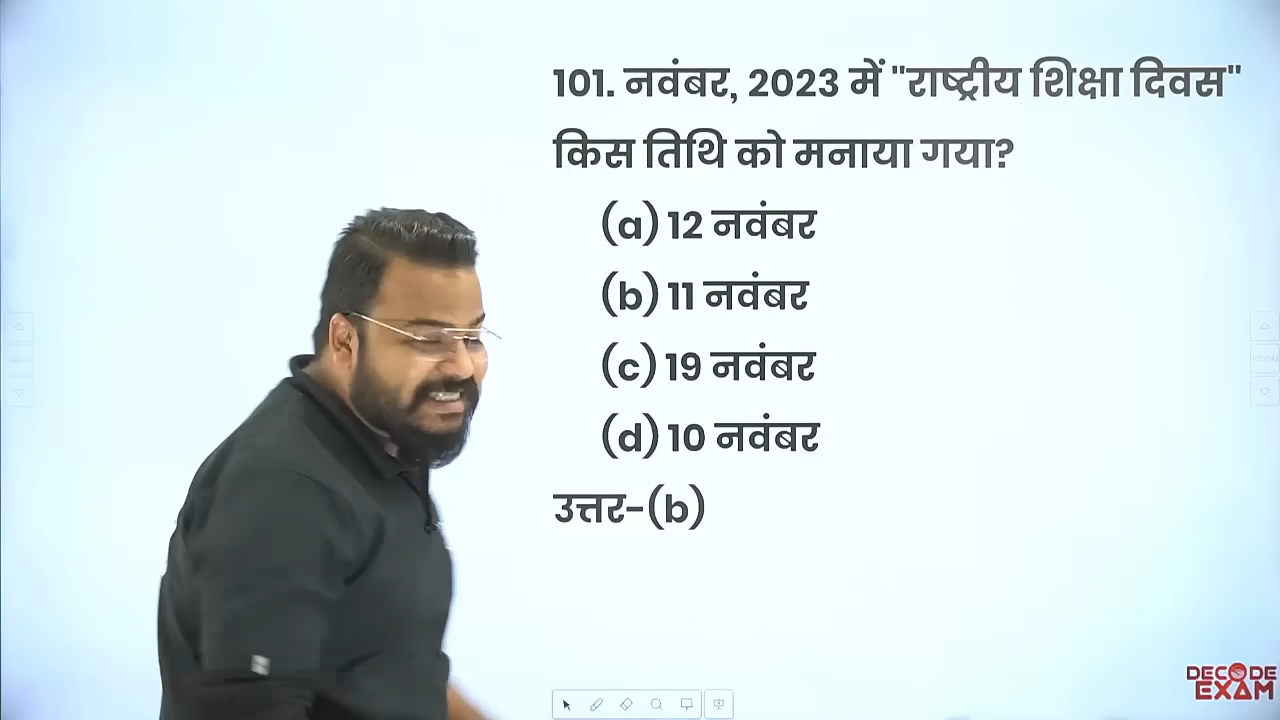 101. नवंबर, 2023 में "राष्ट्रीय शिक्षा दिवस"
किस तिथि को मनाया गया?
(a) 12 नवंबर
(b) 11 नवंबर
(c) 19 नवंबर
(d) 10 नवंबर
उत्तर-(b)
DECODE
EXAM